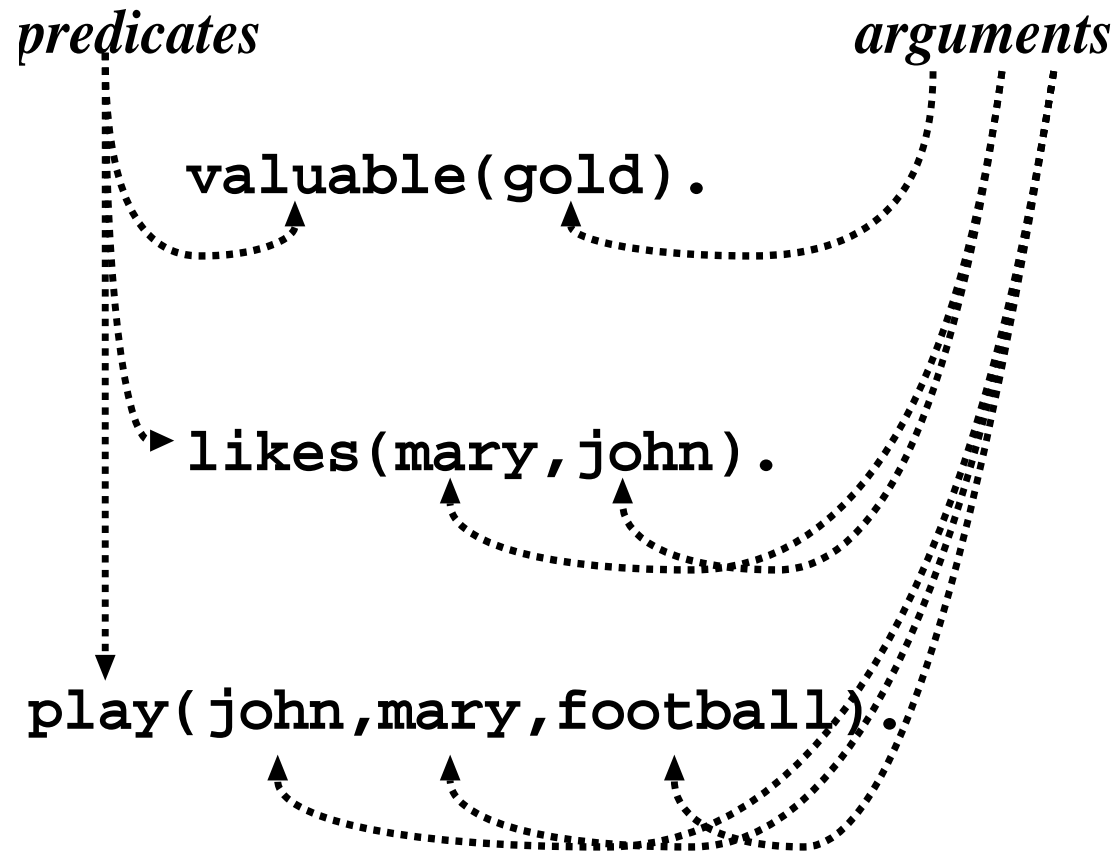 predicates arguments
valuable(gold).
likes(mary,john).
play(john,mary,football).